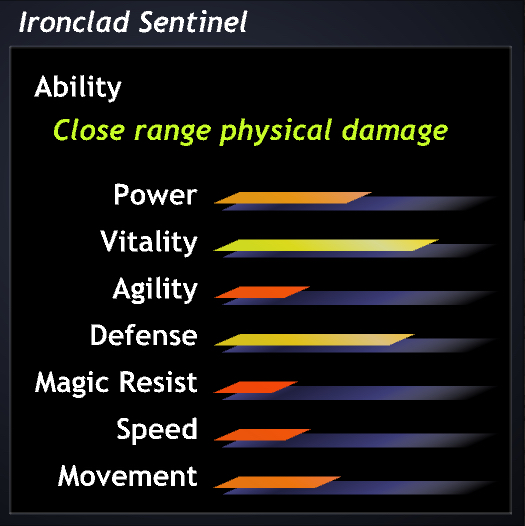 Ironclad Sentinel
Ability
Close range physical damage
Power
Vitality
Agility
Defense
Magic Resist
Speed
Movement